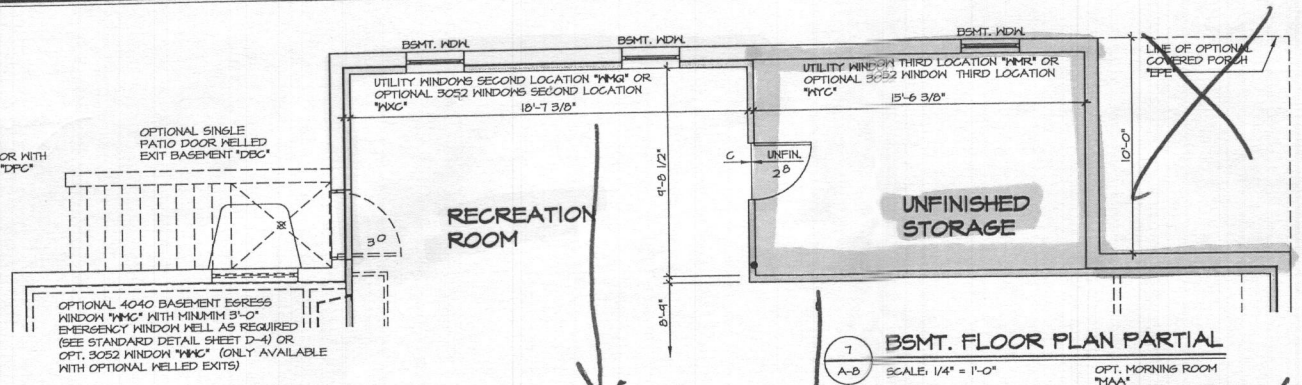 BSMT. WDW.
BSMT. WDW.
BSMT. WDW.
UTILITY WINDOWS SECOND LOCATION "WMQ" OR
OPTIONAL 3052 WINDOWS SECOND LOCATION
"WXC"
18'-7 3/8"
UTILITY WINDOW THIRD LOCATION "WMR" OR
OPTIONAL 3052 WINDOW THIRD LOCATION
"WYC"
15'-6 3/8"
LINE OF OPTIONAL
COVERED PORCH
"EPE"
10'-0"
OPTIONAL SINGLE
PATIO DOOR WELLED
EXIT BASEMENT "DBC"
OR WITH
"DPC"
9'-8 1/2"
C
UNFIN.
2 8
RECREATION
ROOM
UNFINISHED
STORAGE
3 0
OPTIONAL 4040 BASEMENT EGRESS
WINDOW "WMC" WITH MINUMIM 3'-0"
EMERGENCY WINDOW WELL AS REQUIRED
(SEE STANDARD DETAIL SHEET D-4) OR
OPT. 3052 WINDOW "WWC" (ONLY AVAILABLE
WITH OPTIONAL WELLED EXITS)
8'-9"
7
A-8
BSMT. FLOOR PLAN PARTIAL
SCALE: 1/4" = 1'-0"
OPT. MORNING ROOM
"MAA"